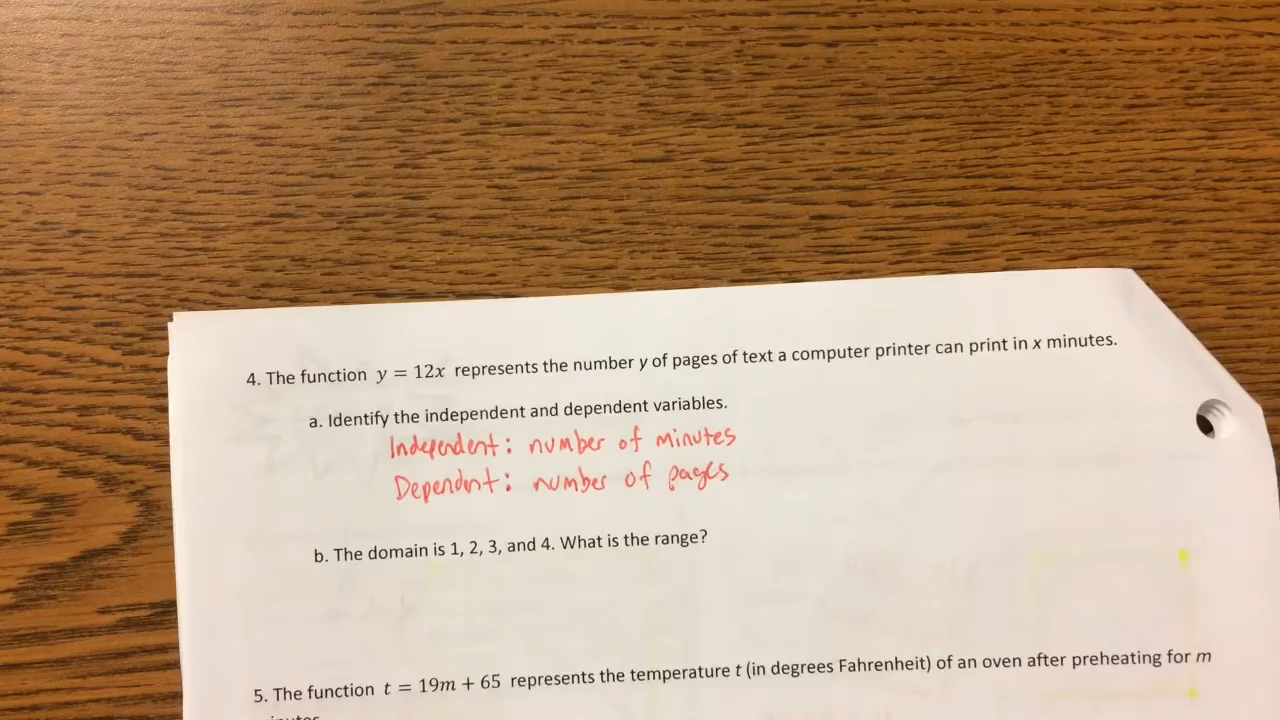 4. The function y = 12x represents the number y of pages of text a computer printer can print in x minutes.
a. Identify the independent and dependent variables.
Independent: number of minutes
Dependent: number of pages
b. The domain is 1, 2, 3, and 4. What is the range?
5. The function t = 19m + 65 represents the temperature t (in degrees Fahrenheit) of an oven after preheating for m